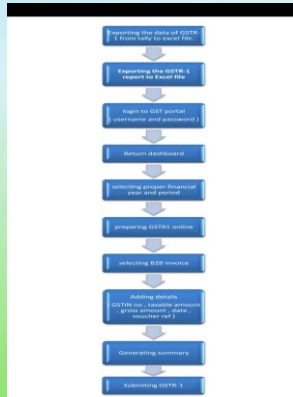 Exporting the data of GSTR-
1 from tally to excel file.
Exporting the GSTR-1
report to Excel file
login to GST portal
( username and password )
Return dashboard
selecting proper financial
year and period
preparing GSTR1 online
selecting B2B invoice
Adding details
(GSTIN no , taxable amount
, gross amount , date ,
voucher ref )
Generating summary
Submiting GSTR-1